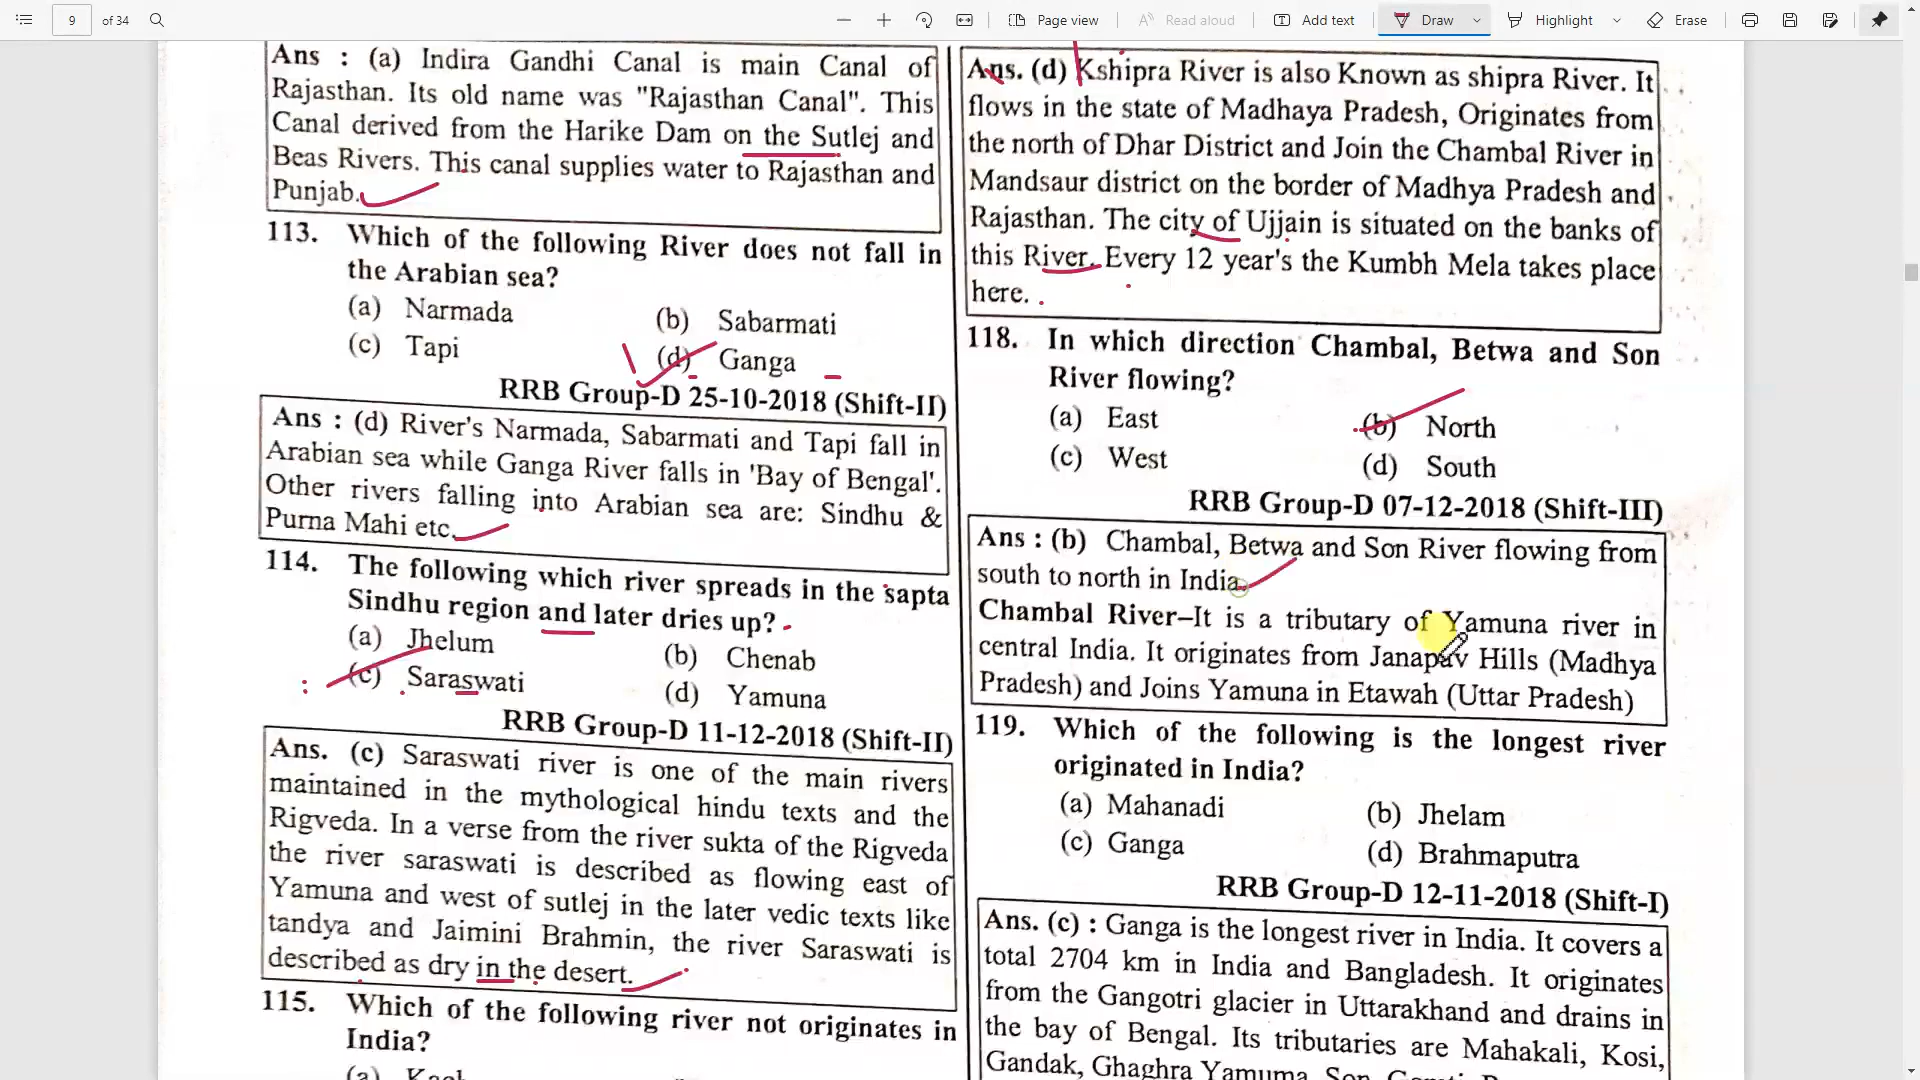 9 of 34
Page view
Read aloud
Add text
Draw
Highlight
Erase
Ans : (a) Indira Gandhi Canal is main Canal of
Rajasthan. Its old name was "Rajasthan Canal". This
Canal derived from the Harike Dam on the Sutlej and
Beas Rivers. This canal supplies water to Rajasthan and
Punjab.
113. Which of the following River does not fall in
the Arabian sea?
(a) Narmada (b) Sabarmati
(c) Tapi (d) Ganga
RRB Group-D 25-10-2018 (Shift-II)
Ans : (d) River's Narmada, Sabarmati and Tapi fall in
Arabian sea while Ganga River falls in 'Bay of Bengal'.
Other rivers falling into Arabian sea are: Sindhu &
Purna Mahi etc.
114. The following which river spreads in the sapta
Sindhu region and later dries up?
(a) Jhelum (b) Chenab
(c) Saraswati (d) Yamuna
RRB Group-D 11-12-2018 (Shift-II)
Ans. (c) Saraswati river is one of the main rivers
maintained in the mythological hindu texts and the
Rigveda. In a verse from the river sukta of the Rigveda
the river saraswati is described as flowing east of
Yamuna and west of sutlej in the later vedic texts like
tandya and Jaimini Brahmin, the river Saraswati is
described as dry in the desert.
115. Which of the following river not originates in
India?
Ans. (d) Kshipra River is also Known as shipra River. It
flows in the state of Madhaya Pradesh, Originates from
the north of Dhar District and Join the Chambal River in
Mandsaur district on the border of Madhya Pradesh and
Rajasthan. The city of Ujjain is situated on the banks of
this River. Every 12 year's the Kumbh Mela takes place
here.
118. In which direction Chambal, Betwa and Son
River flowing?
(a) East (b) North
(c) West (d) South
RRB Group-D 07-12-2018 (Shift-III)
Ans : (b) Chambal, Betwa and Son River flowing from
south to north in India.
Chambal River–It is a tributary of Yamuna river in
central India. It originates from Janapav Hills (Madhya
Pradesh) and Joins Yamuna in Etawah (Uttar Pradesh)
119. Which of the following is the longest river
originated in India?
(a) Mahanadi (b) Jhelam
(c) Ganga (d) Brahmaputra
RRB Group-D 12-11-2018 (Shift-I)
Ans. (c) : Ganga is the longest river in India. It covers a
total 2704 km in India and Bangladesh. It originates
from the Gangotri glacier in Uttarakhand and drains in
the bay of Bengal. Its tributaries are Mahakali, Kosi,
Gandak, Ghaghra Yamuma, Son,